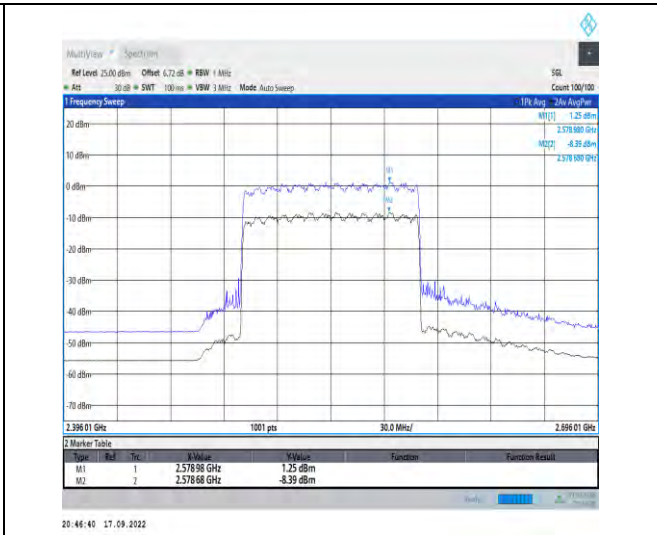 MultiView Spectrum
Ref Level 25.00 dBm Offset 6.72 dB RBW 1 MHz SGL
Att 30 dB SWT 100 ms VBW 3 MHz Mode Auto Sweep Count 100/100
1 Frequency Sweep 1Pk Avg 2Av AvgPwr
M1[1] 1.25 dBm
20 dBm 2.578980 GHz
M2[2] -8.39 dBm
2.578680 GHz
10 dBm
M1
0 dBm
M2
-10 dBm
-20 dBm
-30 dBm
-40 dBm
-50 dBm
-60 dBm
-70 dBm
2.396 01 GHz 1001 pts 30.0 MHz/ 2.696 01 GHz
2 Marker Table
Type Ref Trc X-Value Y-Value Function Function Result
M1 1 2.578 98 GHz 1.25 dBm
M2 2 2.578 68 GHz -8.39 dBm
20:46:40 17.09.2022